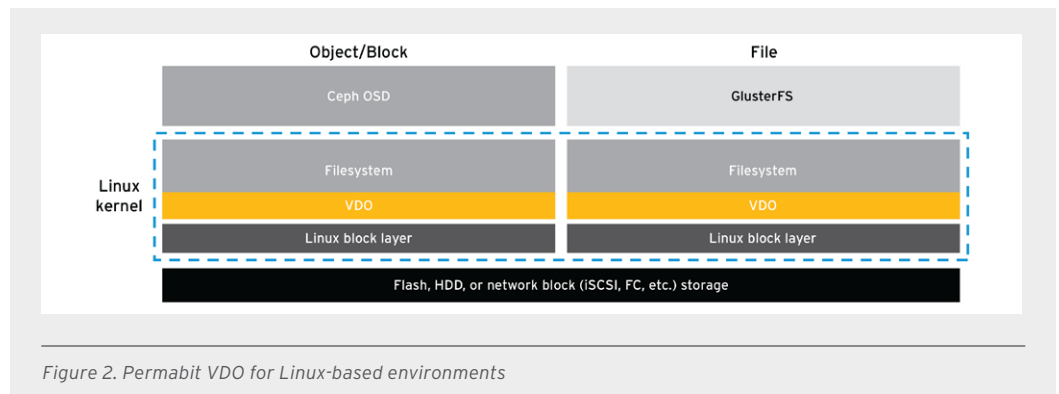 Object/Block
File
Ceph OSD
GlusterFS
Linux
kernel
Filesystem
Filesystem
VDO
VDO
Linux block layer
Linux block layer
Flash, HDD, or network block (iSCSI, FC, etc.) storage
Figure 2. Permabit VDO for Linux-based environments